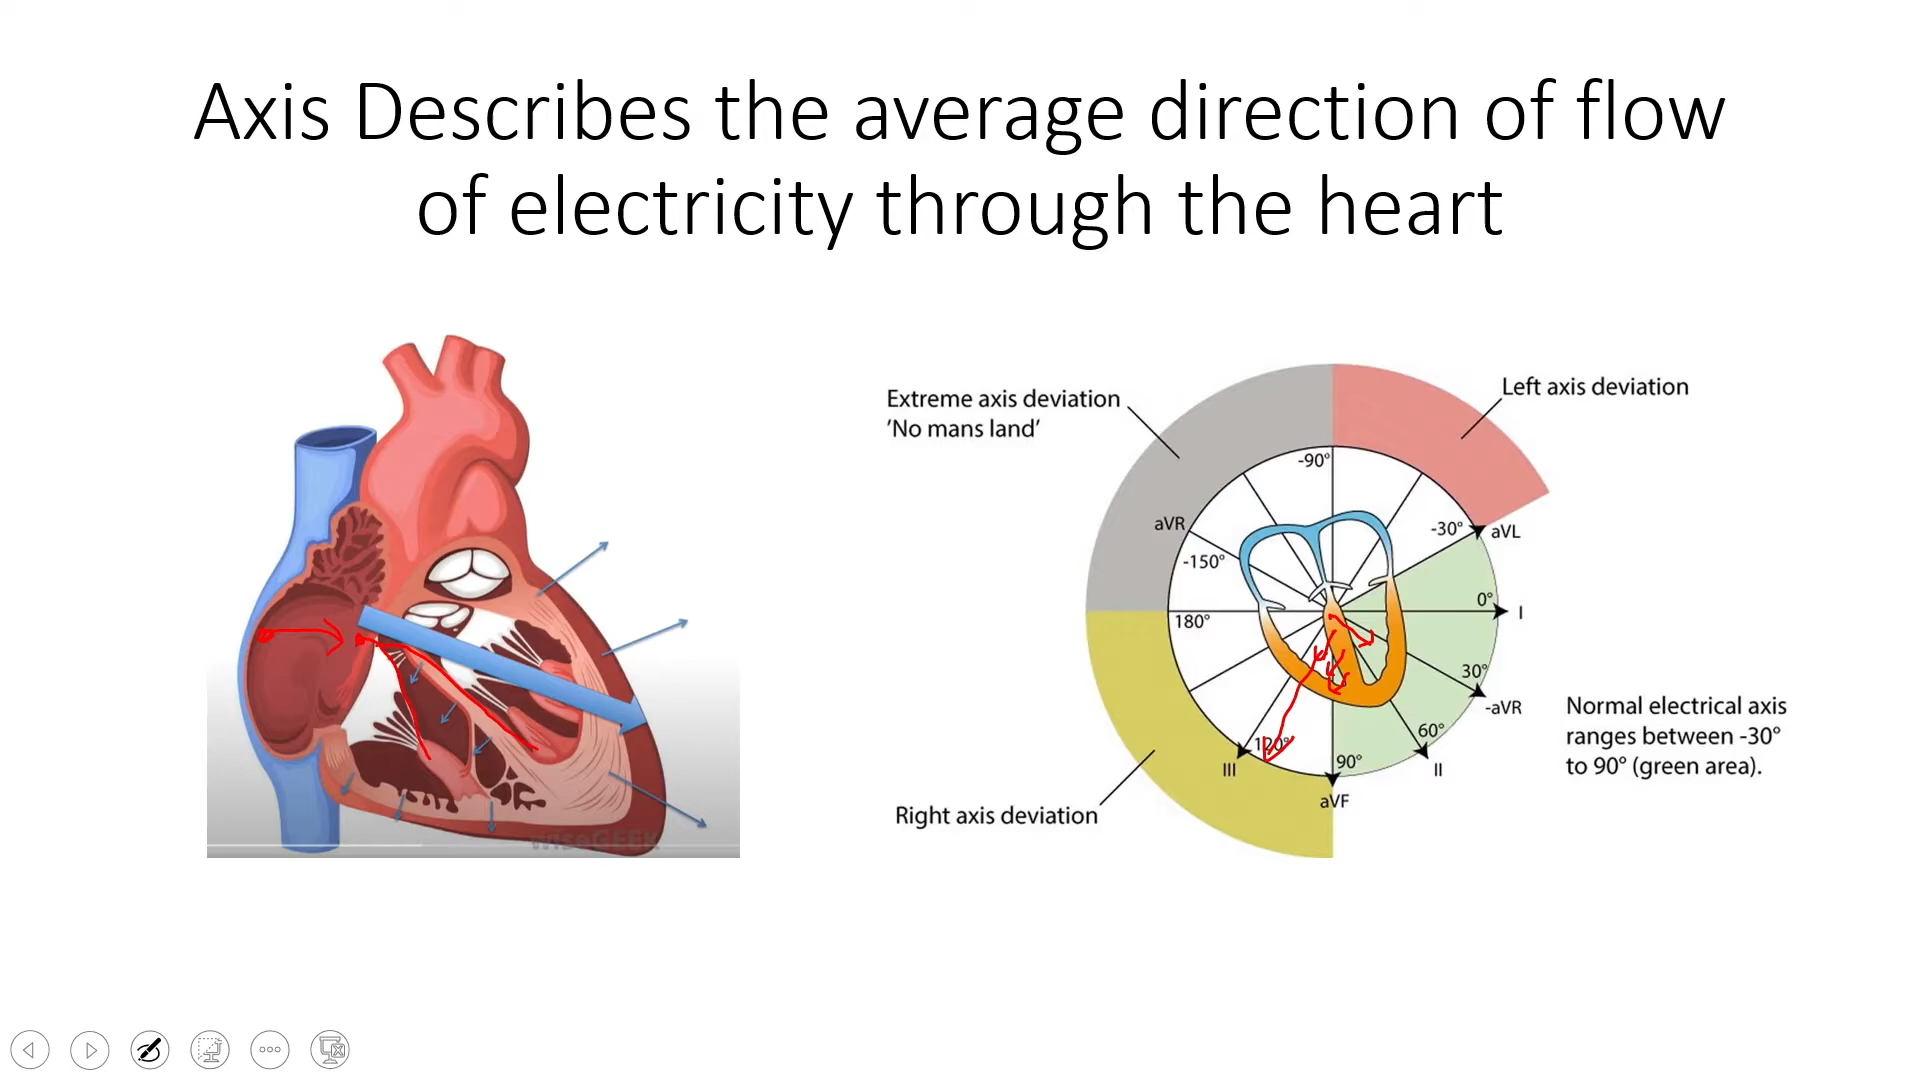 Axis Describes the average direction of flow
of electricity through the heart
wiseGEEK
Extreme axis deviation
'No mans land'
Left axis deviation
-90°
aVR
-150°
-30°
aVL
180°
0°
I
30°
-aVR
60°
II
120°
III
90°
aVF
Right axis deviation
Normal electrical axis
ranges between -30°
to 90° (green area).